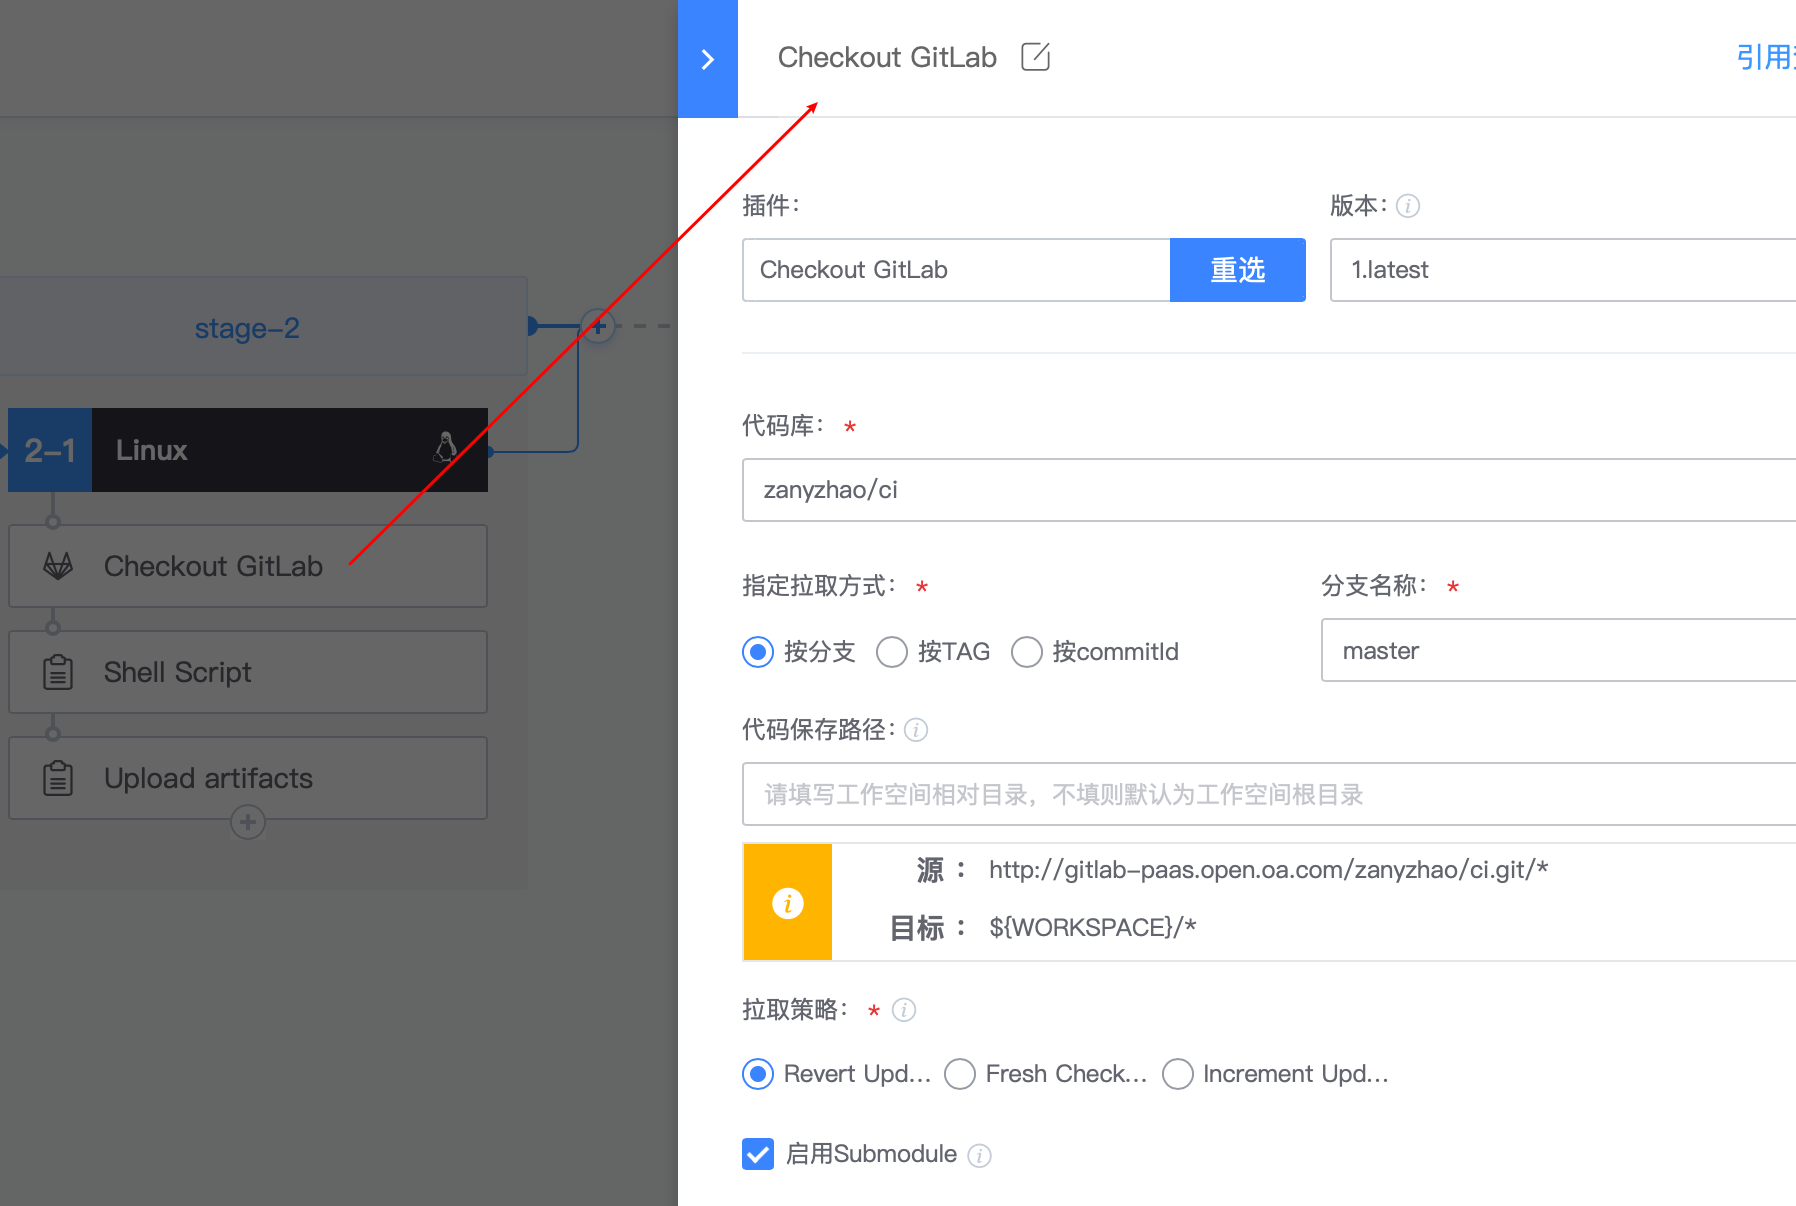 stage-2
2-1 Linux
Checkout GitLab
Shell Script
Upload artifacts
Checkout GitLab
引用
插件：
版本：
Checkout GitLab
重选
1.latest
代码库： *
zanyzhao/ci
指定拉取方式： *
分支名称： *
按分支 按TAG 按commitId
master
代码保存路径：
请填写工作空间相对目录，不填则默认为工作空间根目录
源： http://gitlab-paas.open.oa.com/zanyzhao/ci.git/*
目标： ${WORKSPACE}/*
拉取策略： *
Revert Upd... Fresh Check... Increment Upd...
启用Submodule